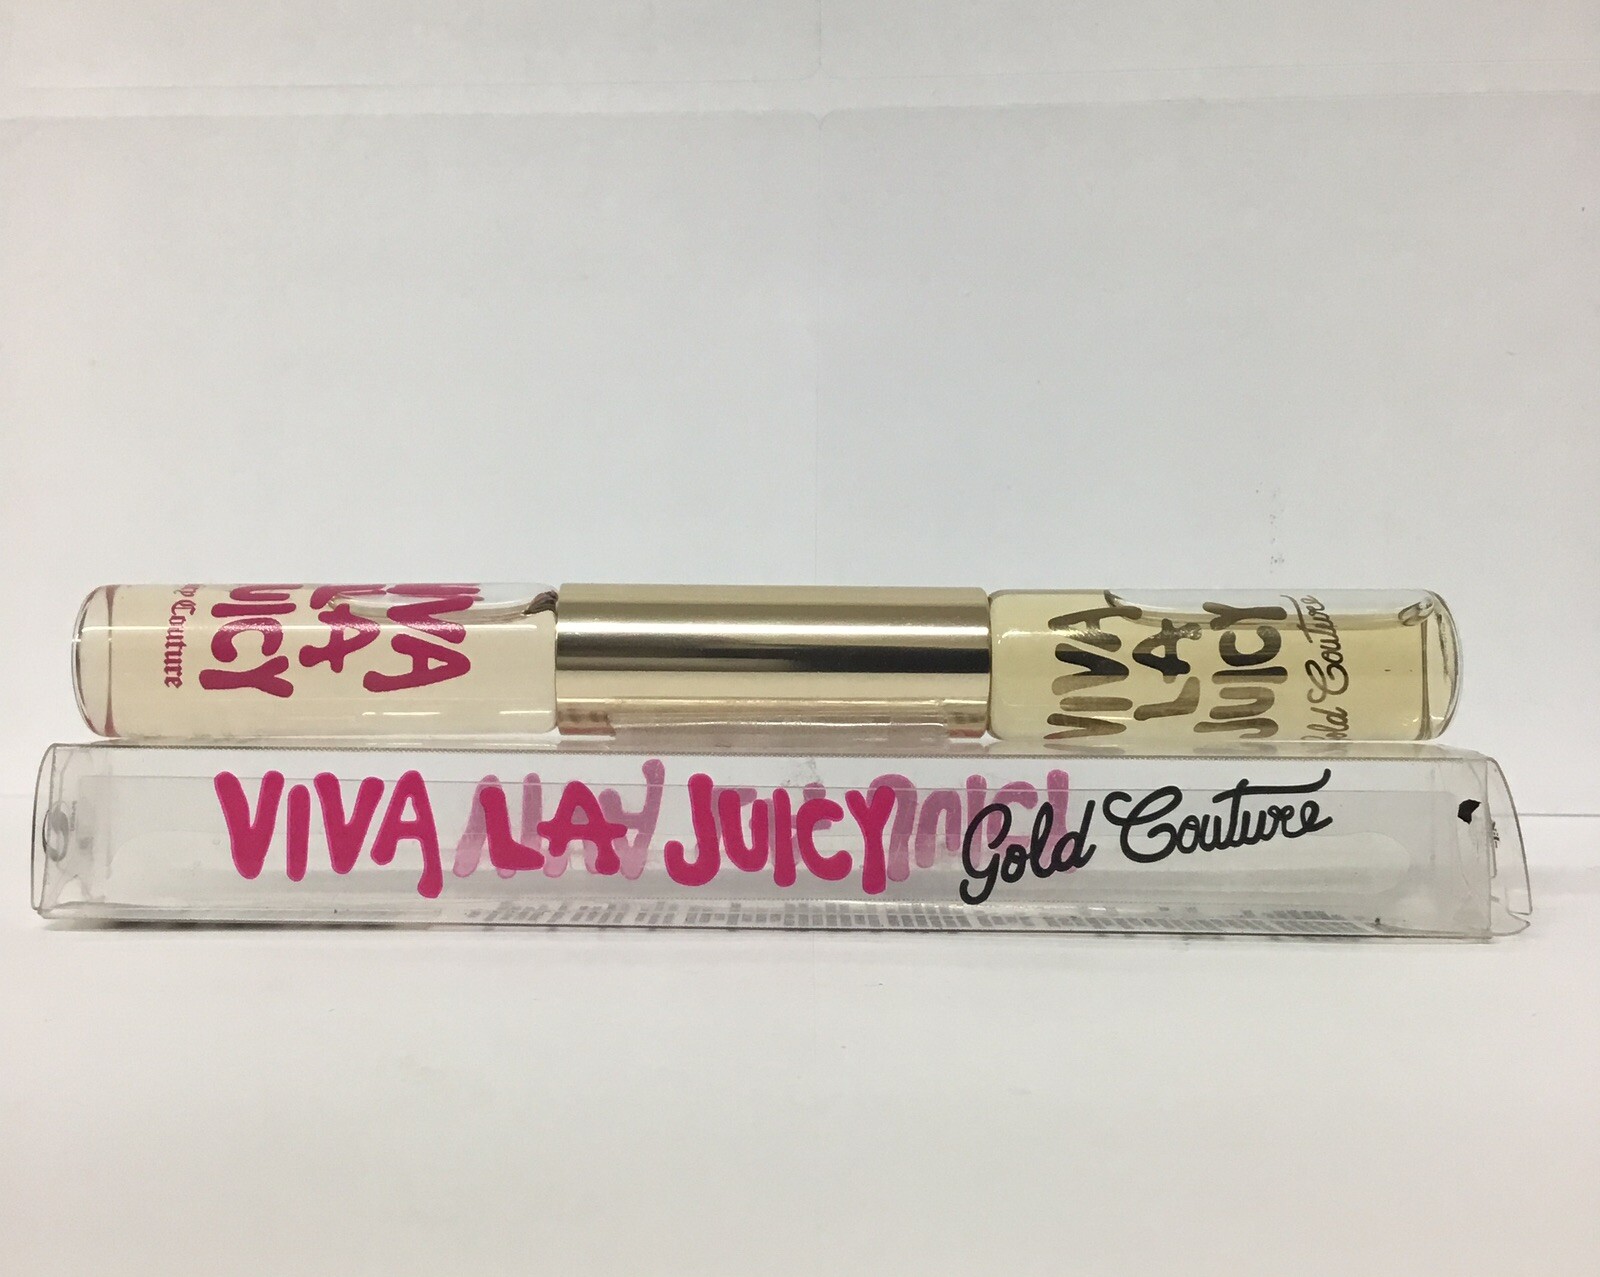 VIVA
LA
JUICY
Couture
VIVA
LA
JUICY
Gold Couture
VIVA LA JUICY Gold Couture